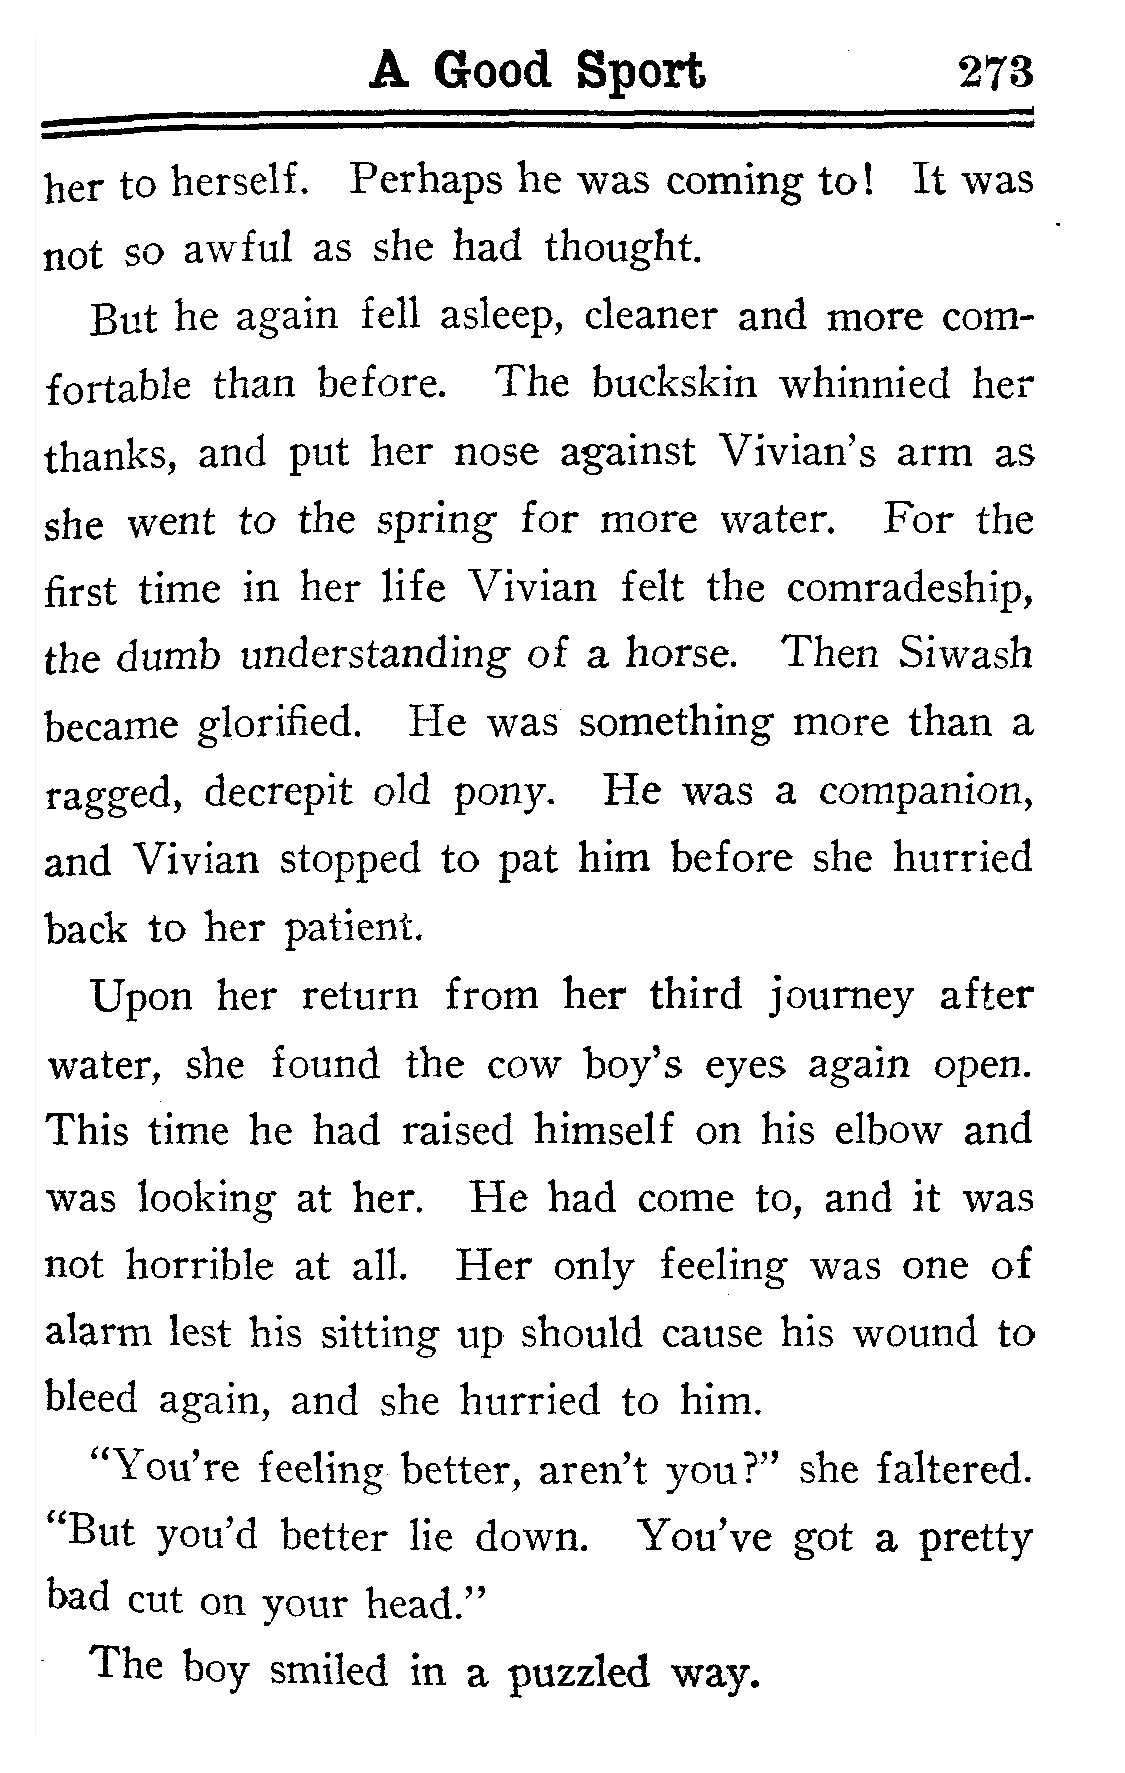 A Good Sport 273
her to herself. Perhaps he was coming to! It was
not so awful as she had thought.
But he again fell asleep, cleaner and more com-
fortable than before. The buckskin whinnied her
thanks, and put her nose against Vivian's arm as
she went to the spring for more water. For the
first time in her life Vivian felt the comradeship,
the dumb understanding of a horse. Then Siwash
became glorified. He was something more than a
ragged, decrepit old pony. He was a companion,
and Vivian stopped to pat him before she hurried
back to her patient.
Upon her return from her third journey after
water, she found the cow boy's eyes again open.
This time he had raised himself on his elbow and
was looking at her. He had come to, and it was
not horrible at all. Her only feeling was one of
alarm lest his sitting up should cause his wound to
bleed again, and she hurried to him.
"You're feeling better, aren't you?" she faltered.
"But you'd better lie down. You've got a pretty
bad cut on your head."
The boy smiled in a puzzled way.